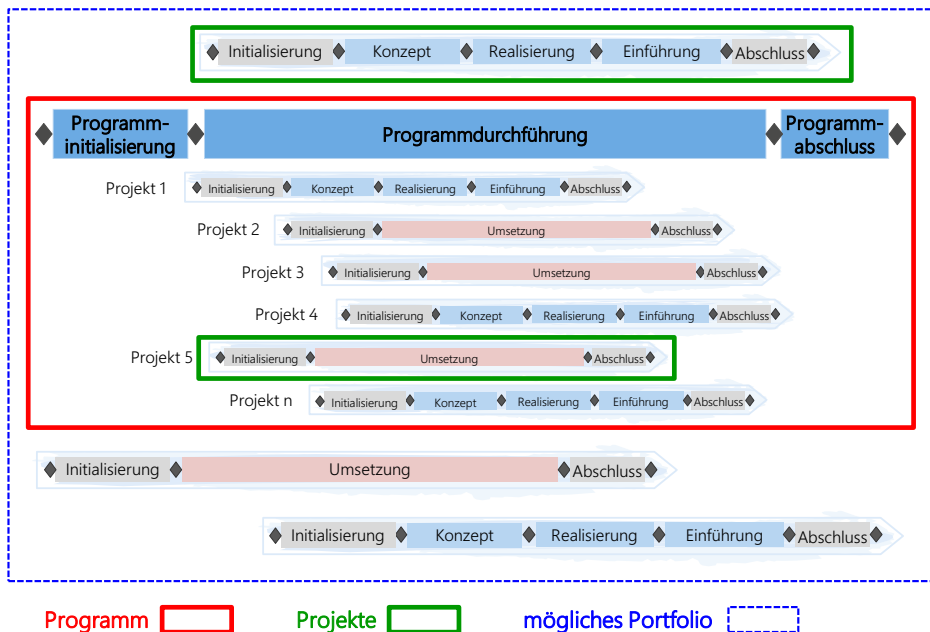 Initialisierung Konzept Realisierung Einführung Abschluss
Programm-
initialisierung
Programmdurchführung
Programm-
abschluss
Projekt 1 Initialisierung Konzept Realisierung Einführung Abschluss
Projekt 2 Initialisierung Umsetzung Abschluss
Projekt 3 Initialisierung Umsetzung Abschluss
Projekt 4 Initialisierung Konzept Realisierung Einführung Abschluss
Projekt 5 Initialisierung Umsetzung Abschluss
Projekt n Initialisierung Konzept Realisierung Einführung Abschluss
Initialisierung Umsetzung Abschluss
Initialisierung Konzept Realisierung Einführung Abschluss
Programm Projekte mögliches Portfolio